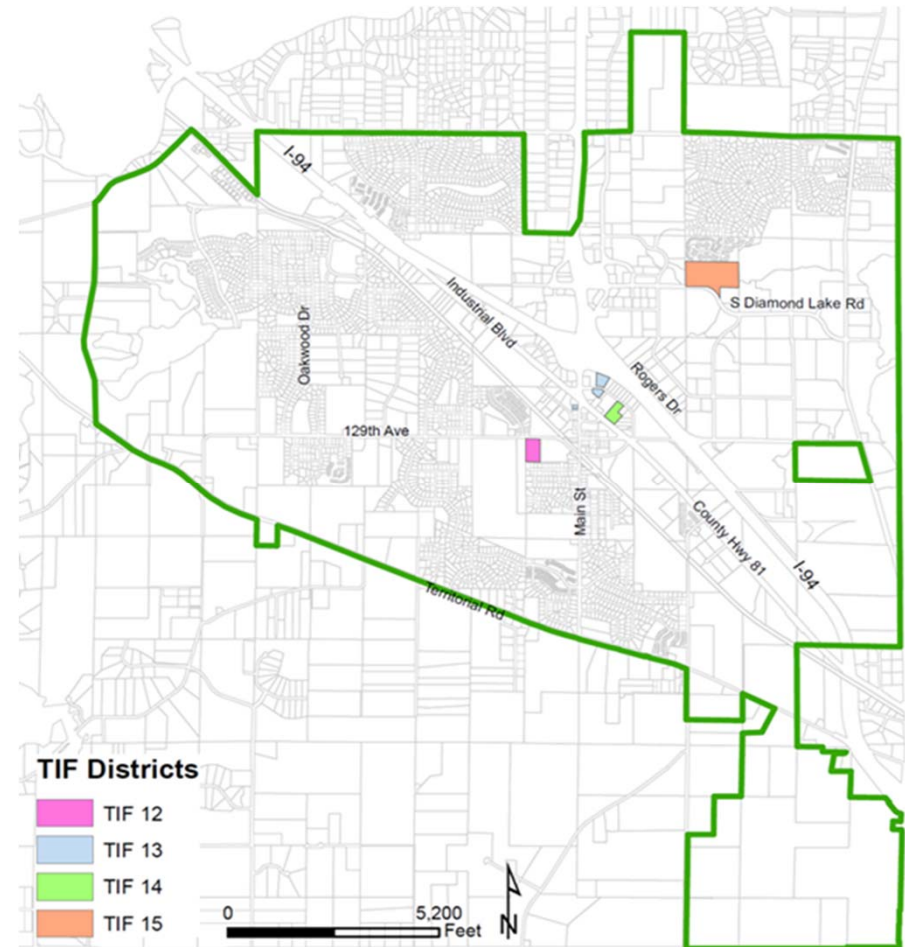 I-94
Industrial Blvd
S Diamond Lake Rd
Oakwood Dr
Rogers Dr
129th Ave
Main St
County Hwy 81
I-94
Territorial Rd
TIF Districts
TIF 12
TIF 13
TIF 14
TIF 15
0 5,200
Feet
N